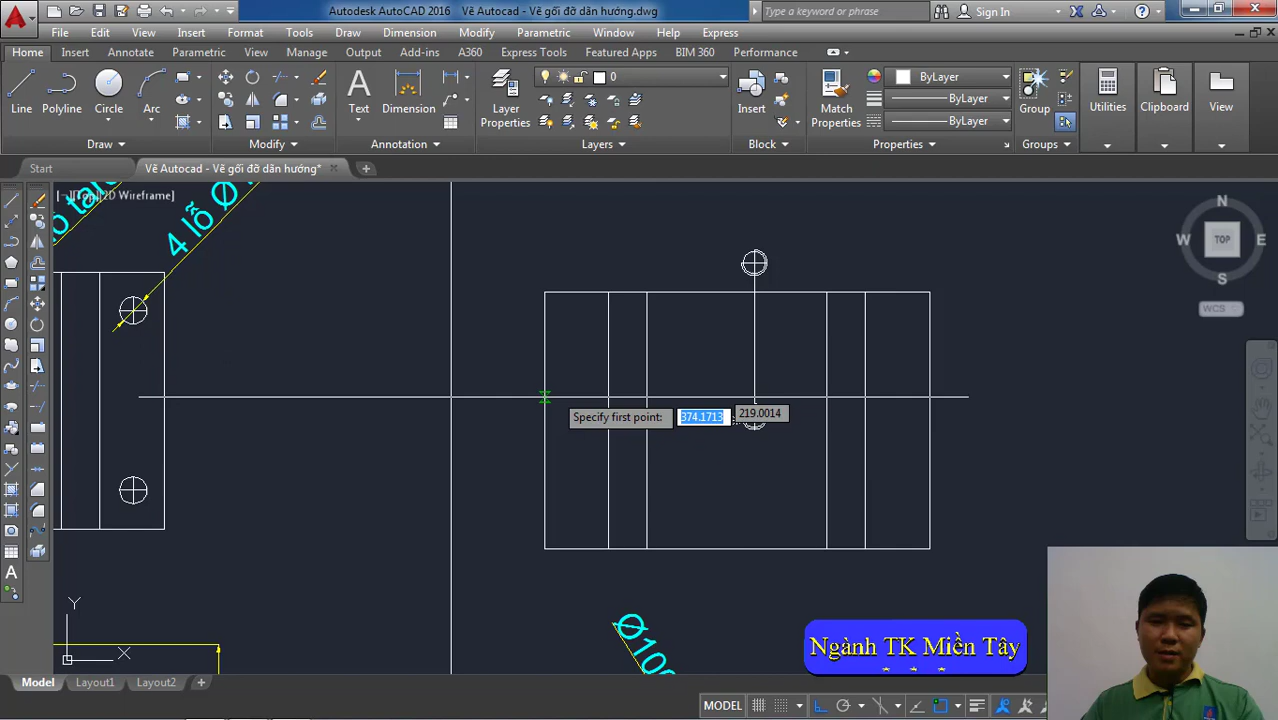 Autodesk AutoCAD 2016 Vẽ Autocad - Vẽ gối đỡ dẫn hướng.dwg
Type a keyword or phrase
Sign In
File Edit View Insert Format Tools Draw Dimension Modify Parametric Window Help Express
Home Insert Annotate Parametric View Manage Output Add-ins A360 Express Tools Featured Apps BIM 360 Performance
Line Polyline Circle Arc
Text Dimension
Layer Properties
0
Insert
Match Properties
ByLayer
ByLayer
ByLayer
Group
Utilities
Clipboard
View
Draw Modify Annotation Layers Block Properties Groups
Start
Vẽ Autocad - Vẽ gối đỡ dẫn hướng*
[−][Top][2D Wireframe]
4 lỗ Ø
N
W TOP E
S
WCS
Specify first point: 374.1713 219.0014
Y
X
Ngành TK Miền Tây
Model Layout1 Layout2
MODEL